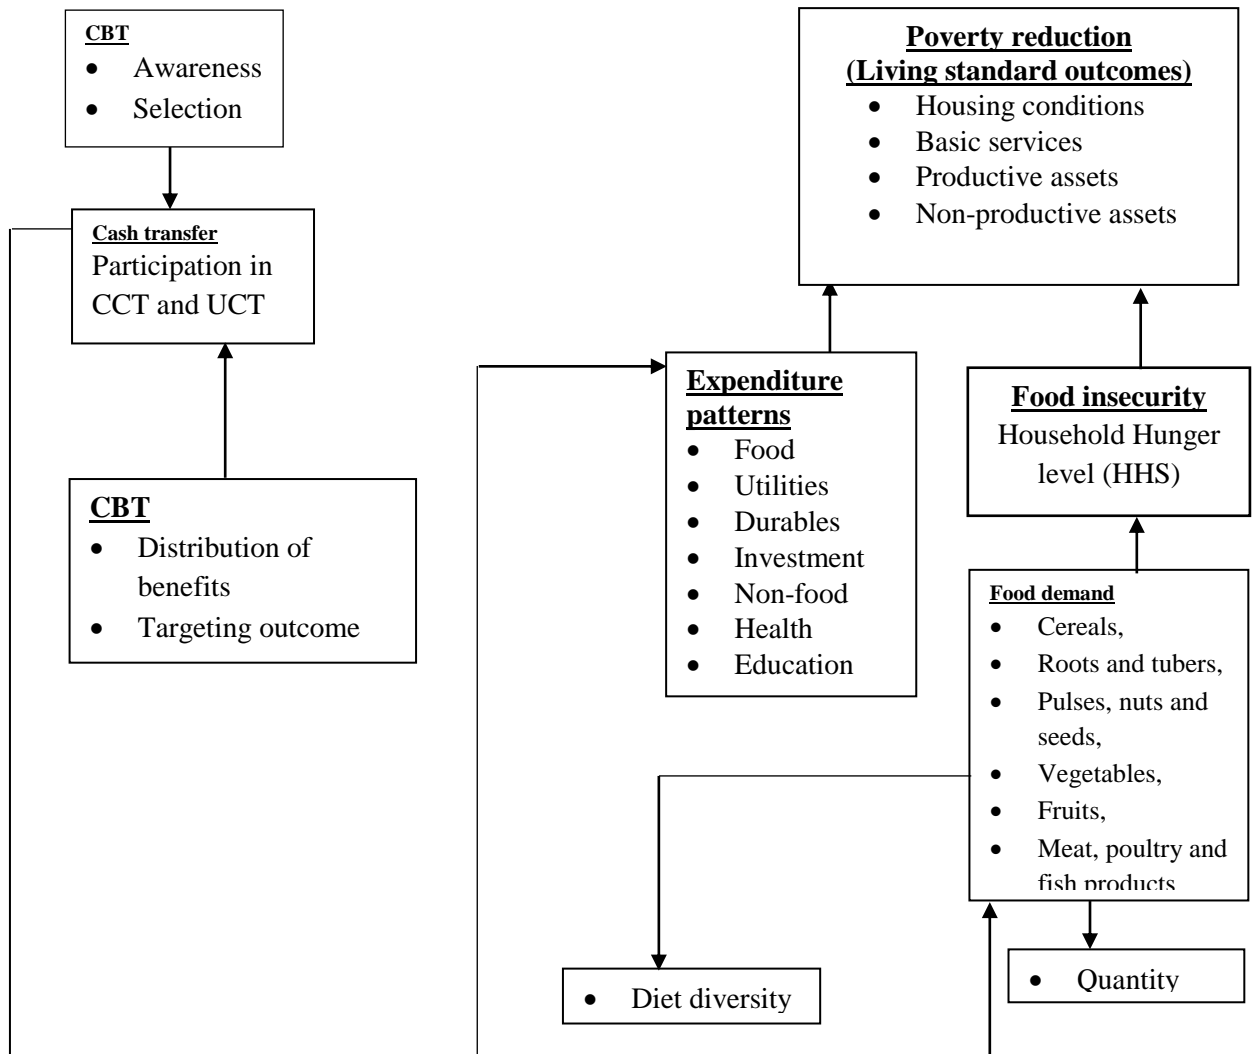 CBT
• Awareness
• Selection
Cash transfer
Participation in
CCT and UCT
CBT
• Distribution of
benefits
• Targeting outcome
Poverty reduction
(Living standard outcomes)
• Housing conditions
• Basic services
• Productive assets
• Non-productive assets
Expenditure
patterns
• Food
• Utilities
• Durables
• Investment
• Non-food
• Health
• Education
Food insecurity
Household Hunger
level (HHS)
Food demand
• Cereals,
• Roots and tubers,
• Pulses, nuts and
seeds,
• Vegetables,
• Fruits,
• Meat, poultry and
fish products
• Diet diversity
• Quantity